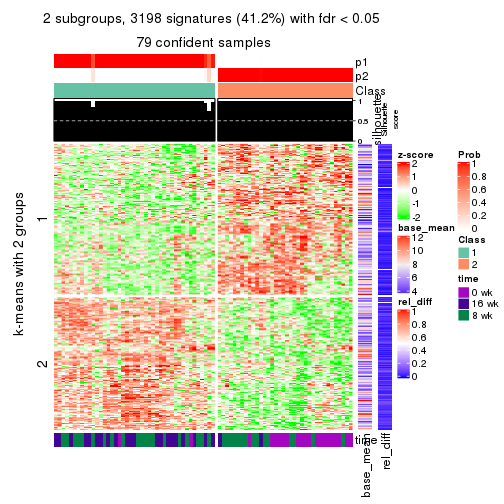 2 subgroups, 3198 signatures (41.2%) with fdr < 0.05
79 confident samples
p1
p2
Class
1
0.5
0
silhouette
Silhouette
score
k-means with 2 groups
1
2
time
base_mean
rel_diff
z-score
2
1
0
-1
-2
base_mean
12
10
8
6
4
rel_diff
1
0.8
0.6
0.4
0.2
0
Prob
1
0.8
0.6
0.4
0.2
0
Class
1
2
time
0 wk
16 wk
8 wk